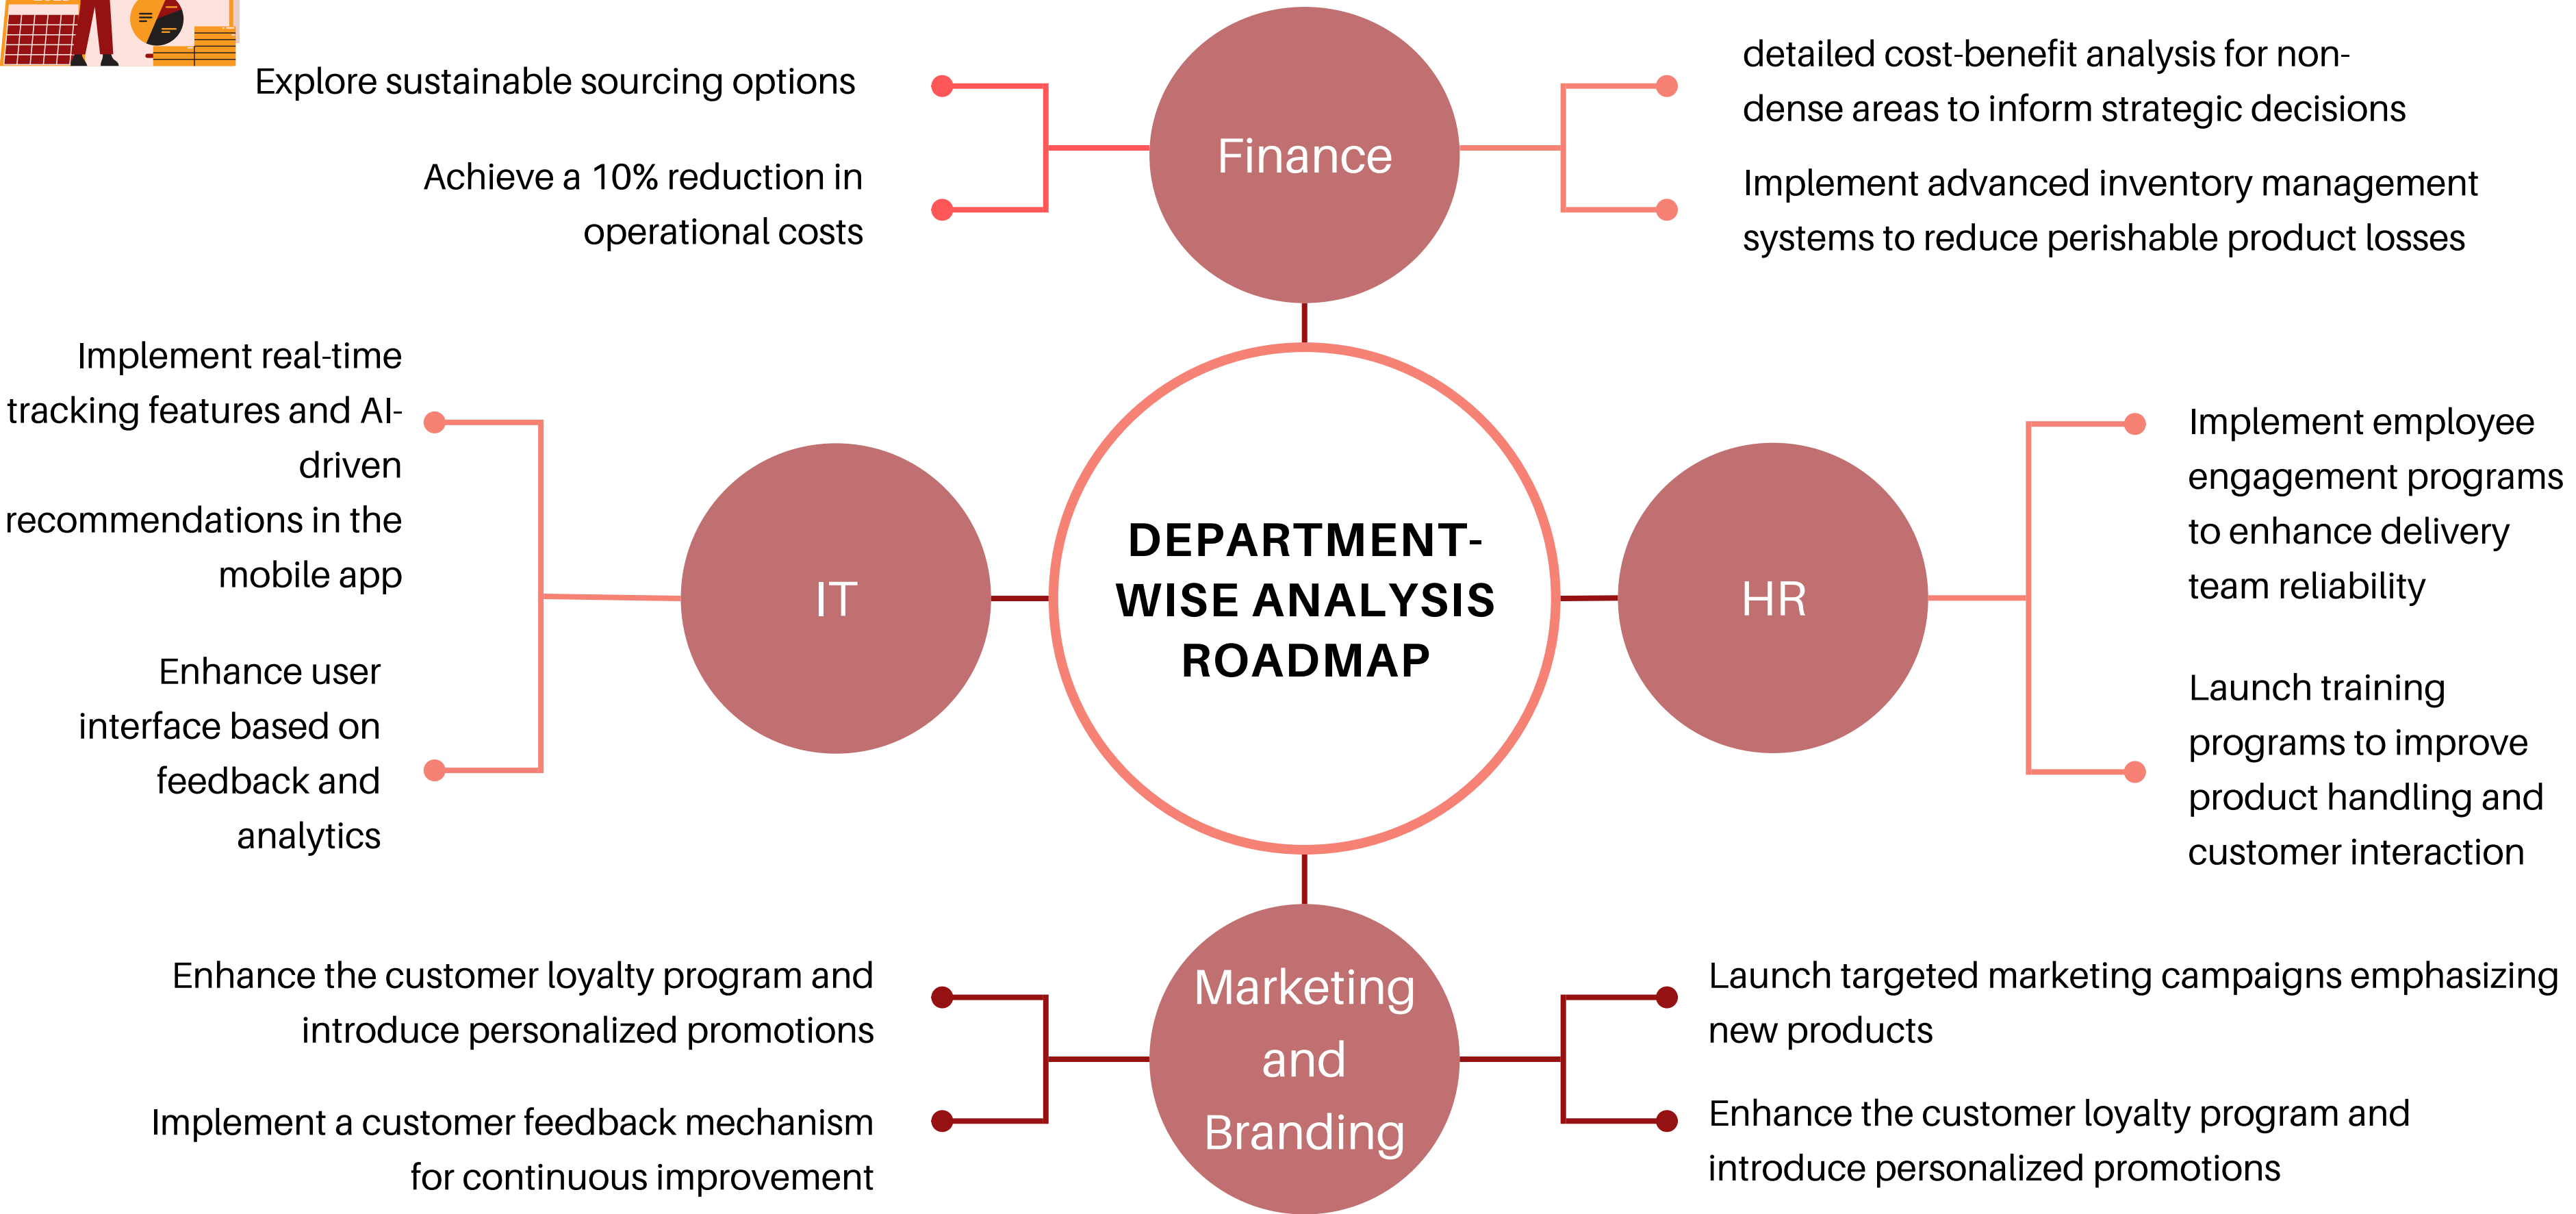 Explore sustainable sourcing options
Achieve a 10% reduction in
operational costs
Finance
detailed cost-benefit analysis for non-
dense areas to inform strategic decisions
Implement advanced inventory management
systems to reduce perishable product losses
Implement real-time
tracking features and AI-
driven
recommendations in the
mobile app
Enhance user
interface based on
feedback and
analytics
IT
DEPARTMENT-
WISE ANALYSIS
ROADMAP
HR
Implement employee
engagement programs
to enhance delivery
team reliability
Launch training
programs to improve
product handling and
customer interaction
Enhance the customer loyalty program and
introduce personalized promotions
Implement a customer feedback mechanism
for continuous improvement
Marketing
and
Branding
Launch targeted marketing campaigns emphasizing
new products
Enhance the customer loyalty program and
introduce personalized promotions